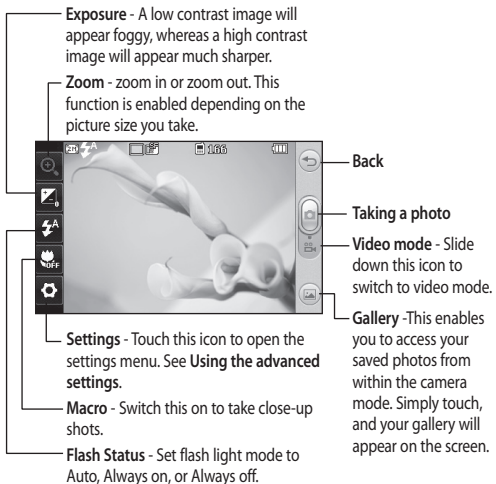 Exposure - A low contrast image will
appear foggy, whereas a high contrast
image will appear much sharper.
Zoom - zoom in or zoom out. This
function is enabled depending on the
picture size you take.
2M A 166
0
A
OFF
Back
Taking a photo
Video mode - Slide
down this icon to
switch to video mode.
Gallery -This enables
you to access your
saved photos from
within the camera
mode. Simply touch,
and your gallery will
appear on the screen.
Settings - Touch this icon to open the
settings menu. See Using the advanced
settings.
Macro - Switch this on to take close-up
shots.
Flash Status - Set flash light mode to
Auto, Always on, or Always off.